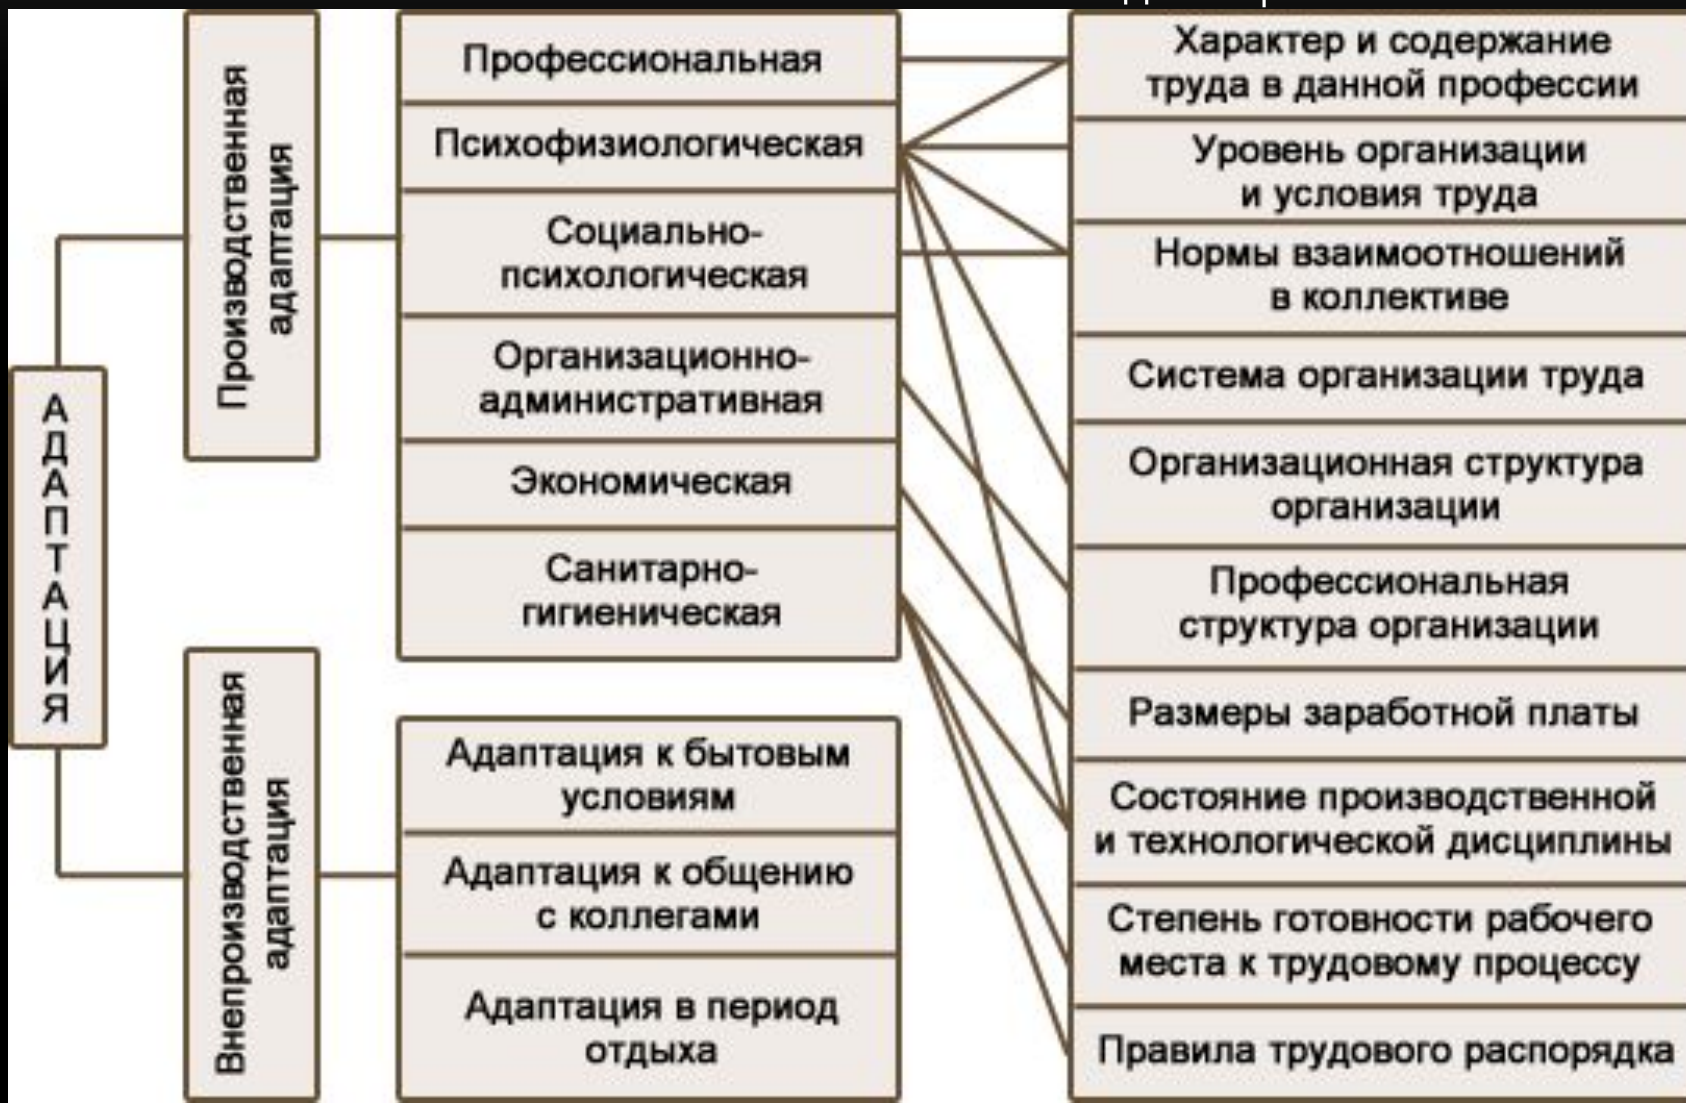 АДАПТАЦИЯ
Производственная
адаптация
Внепроизводственная
адаптация
Профессиональная
Психофизиологическая
Социально-
психологическая
Организационно-
административная
Экономическая
Санитарно-
гигиеническая
Адаптация к бытовым
условиям
Адаптация к общению
с коллегами
Адаптация в период
отдыха
Характер и содержание
труда в данной профессии
Уровень организации
и условия труда
Нормы взаимоотношений
в коллективе
Система организации труда
Организационная структура
организации
Профессиональная
структура организации
Размеры заработной платы
Состояние производственной
и технологической дисциплины
Степень готовности рабочего
места к трудовому процессу
Правила трудового распорядка